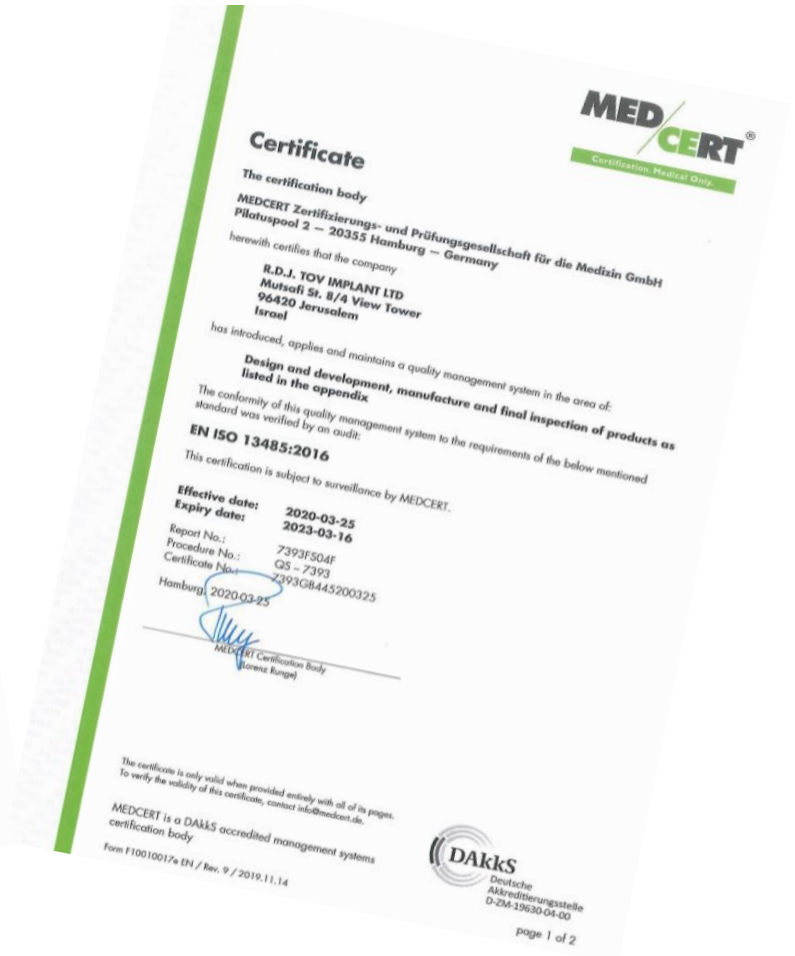 MED
CERT
®
Certification. Medical Only.
Certificate
The certification body
MEDCERT Zertifizierungs- und Prüfungsgesellschaft für die Medizin GmbH
Pilatuspool 2 – 20355 Hamburg – Germany
herewith certifies that the company
R.D.J. TOV IMPLANT LTD
Mutsafi St. 8/4 View Tower
96420 Jerusalem
Israel
has introduced, applies and maintains a quality management system in the area of:
Design and development, manufacture and final inspection of products as
listed in the appendix
The conformity of this quality management system to the requirements of the below mentioned
standard was verified by an audit:
EN ISO 13485:2016
This certification is subject to surveillance by MEDCERT.
Effective date: 2020-03-25
Expiry date: 2023-03-16
Report No.: 7393FS04F
Procedure No.: QS – 7393
Certificate No.: 7393GB445200325
Hamburg, 2020-03-25
MEDCERT Certification Body
(Lorenz Runge)
The certificate is only valid when provided entirely with all of its pages.
To verify the validity of this certificate, contact info@medcert.de.
MEDCERT is a DAkkS accredited management systems
certification body
Form F10010017e EN / Rev. 9 / 2019.11.14
DAkkS
Deutsche
Akkreditierungsstelle
D-ZM-19630-04-00
page 1 of 2